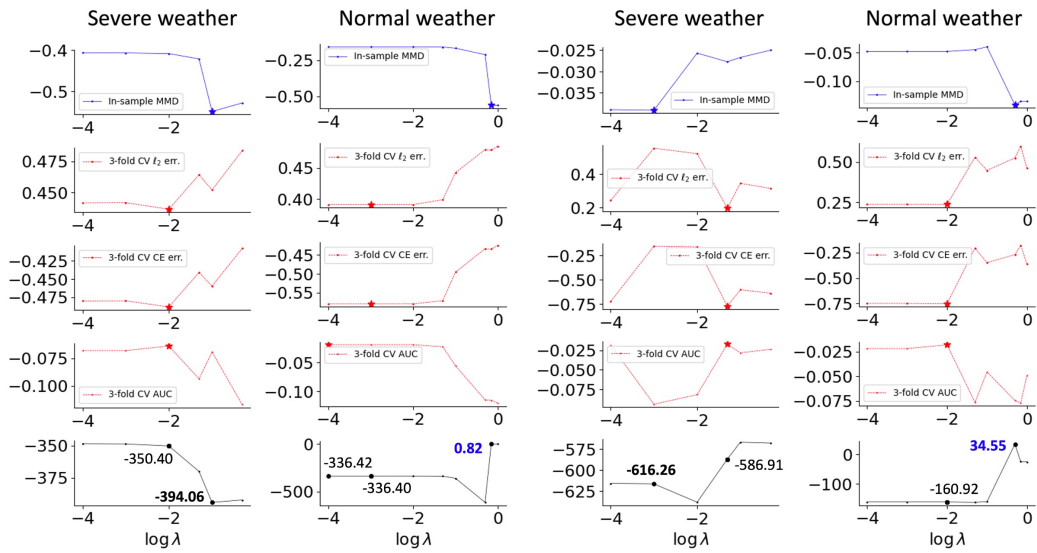 Severe weather
Normal weather
Severe weather
Normal weather
−0.4
−0.5
In-sample MMD
−4 −2 0
−0.25
−0.50
In-sample MMD
−4 −2 0
−0.025
−0.030
−0.035
In-sample MMD
−4 −2 0
−0.05
−0.10
In-sample MMD
−4 −2 0
0.475
0.450
3-fold CV ℓ2 err.
−4 −2 0
0.45
0.40
3-fold CV ℓ2 err.
−4 −2 0
0.4
0.2
3-fold CV ℓ2 err.
−4 −2 0
0.50
0.25
3-fold CV ℓ2 err.
−4 −2 0
−0.425
−0.450
−0.475
3-fold CV CE err.
−4 −2 0
−0.45
−0.50
−0.55
3-fold CV CE err.
−4 −2 0
−0.25
−0.50
−0.75
3-fold CV CE err.
−4 −2 0
−0.25
−0.50
−0.75
3-fold CV CE err.
−4 −2 0
−0.075
−0.100
3-fold CV AUC
−4 −2 0
−0.05
−0.10
3-fold CV AUC
−4 −2 0
−0.025
−0.050
−0.075
3-fold CV AUC
−4 −2 0
−0.025
−0.050
−0.075
3-fold CV AUC
−4 −2 0
−350
−375
-350.40
-394.06
−4 −2 0
log λ
0
−500
-336.42
-336.40
0.82
−4 −2 0
log λ
−575
−600
−625
-616.26
-586.91
−4 −2 0
log λ
0
−100
34.55
-160.92
−4 −2 0
log λ